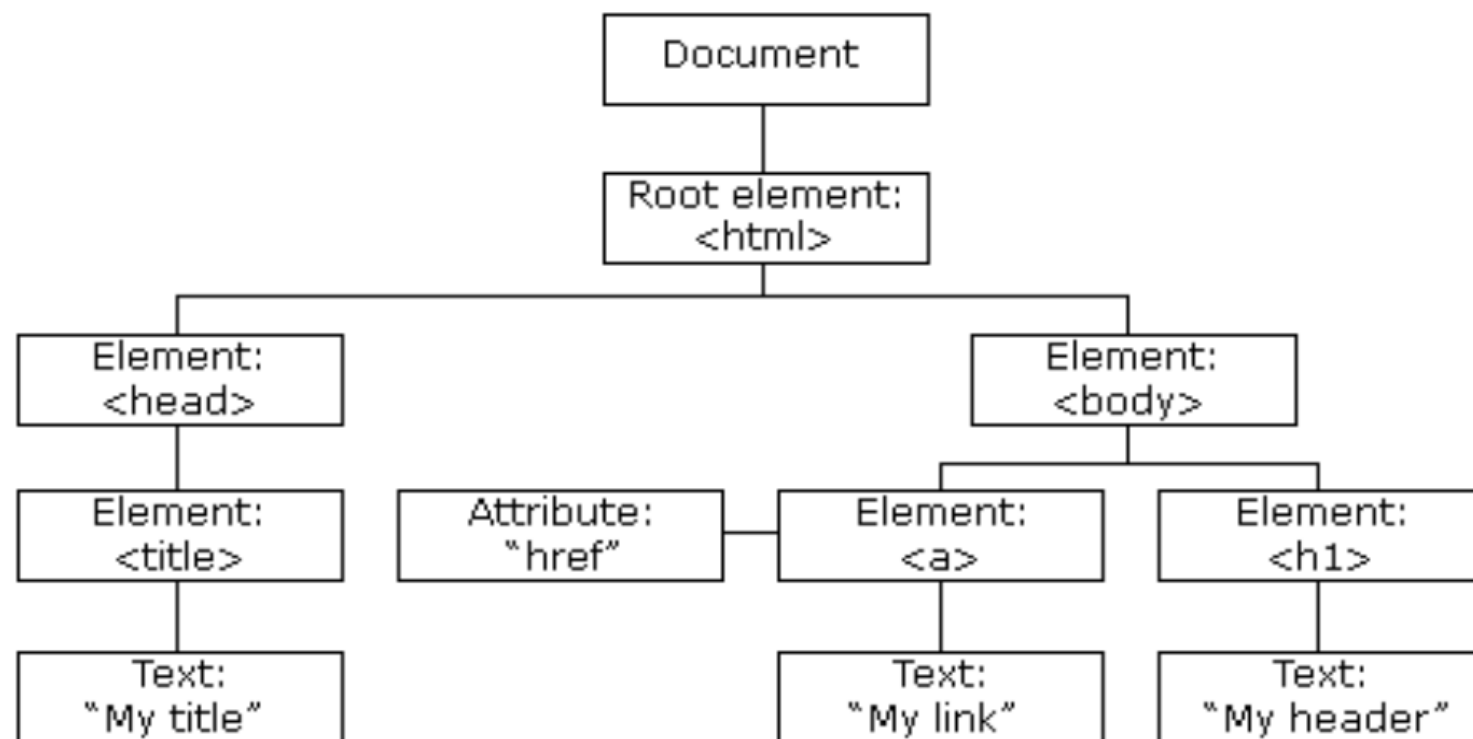 Document
Root element:
<html>
Element:
<head>
Element:
<body>
Element:
<title>
Attribute:
“href”
Element:
<a>
Element:
<h1>
Text:
“My title”
Text:
“My link”
Text:
“My header”